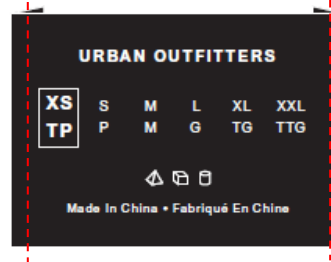 URBAN OUTFITTERS
XS S M L XL XXL
TP P M G TG TTG
Made In China • Fabriqué En Chine